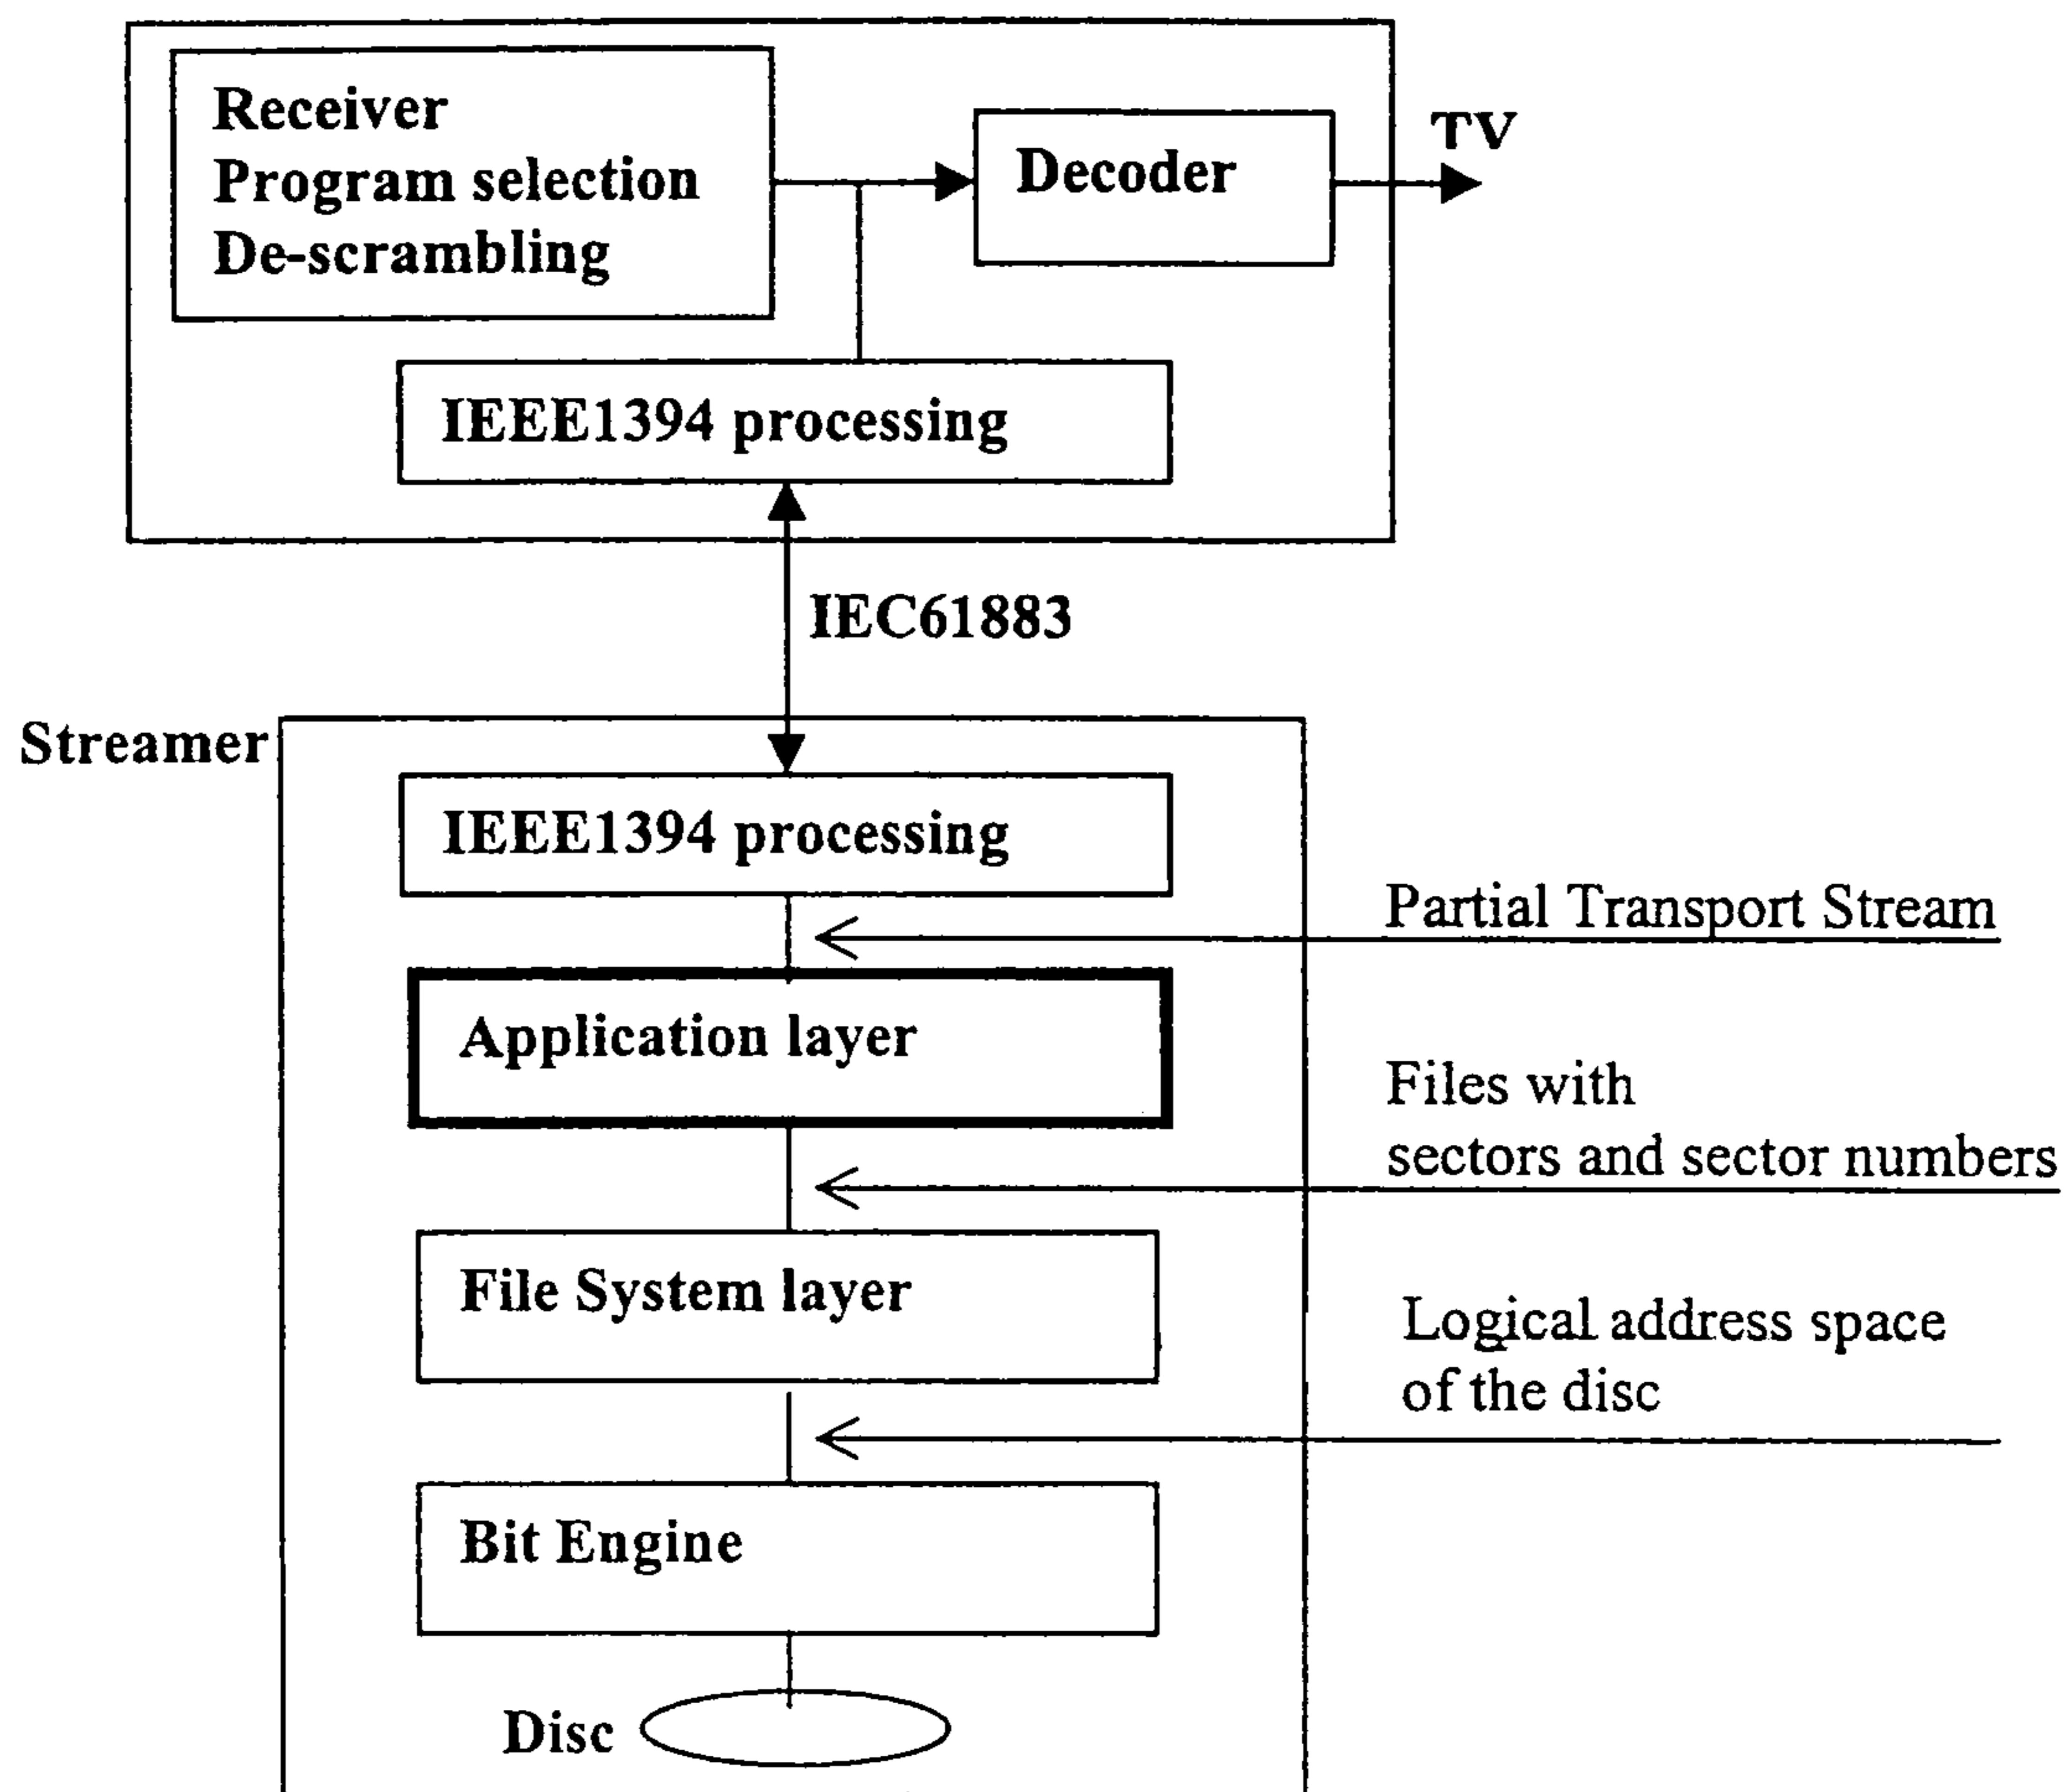 Receiver
Program selection
De-scrambling
Decoder
TV
IEEE1394 processing
IEC61883
Streamer
IEEE1394 processing
Partial Transport Stream
Application layer
Files with
sectors and sector numbers
File System layer
Logical address space
of the disc
Bit Engine
Disc